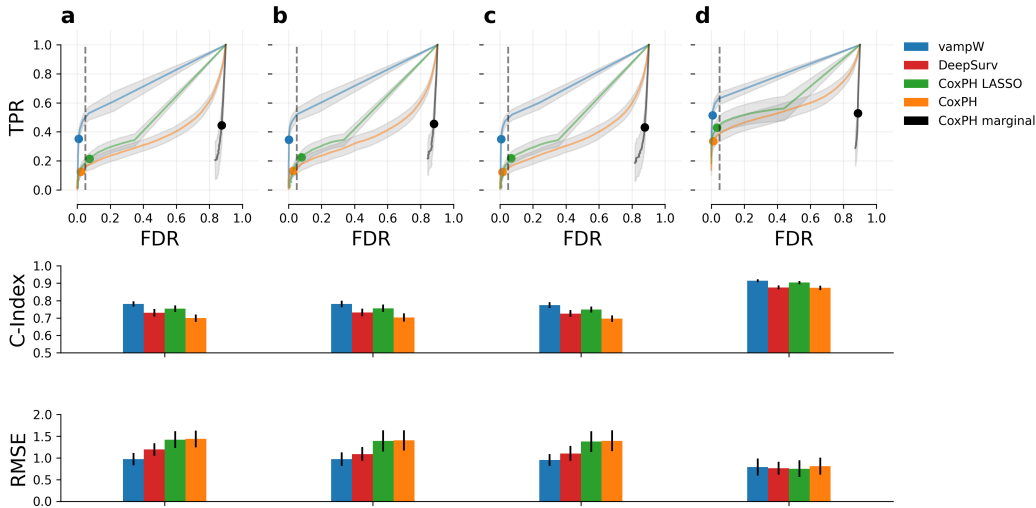 a b c d
1.0
0.8
0.6
0.4
0.2
0.0
TPR
0.0 0.2 0.4 0.6 0.8 1.0 0.0 0.2 0.4 0.6 0.8 1.0 0.0 0.2 0.4 0.6 0.8 1.0 0.0 0.2 0.4 0.6 0.8 1.0
FDR FDR FDR FDR
vampW
DeepSurv
CoxPH LASSO
CoxPH
CoxPH marginal
1.0
0.9
0.8
0.7
0.6
0.5
C-Index
2.0
1.5
1.0
0.5
0.0
RMSE